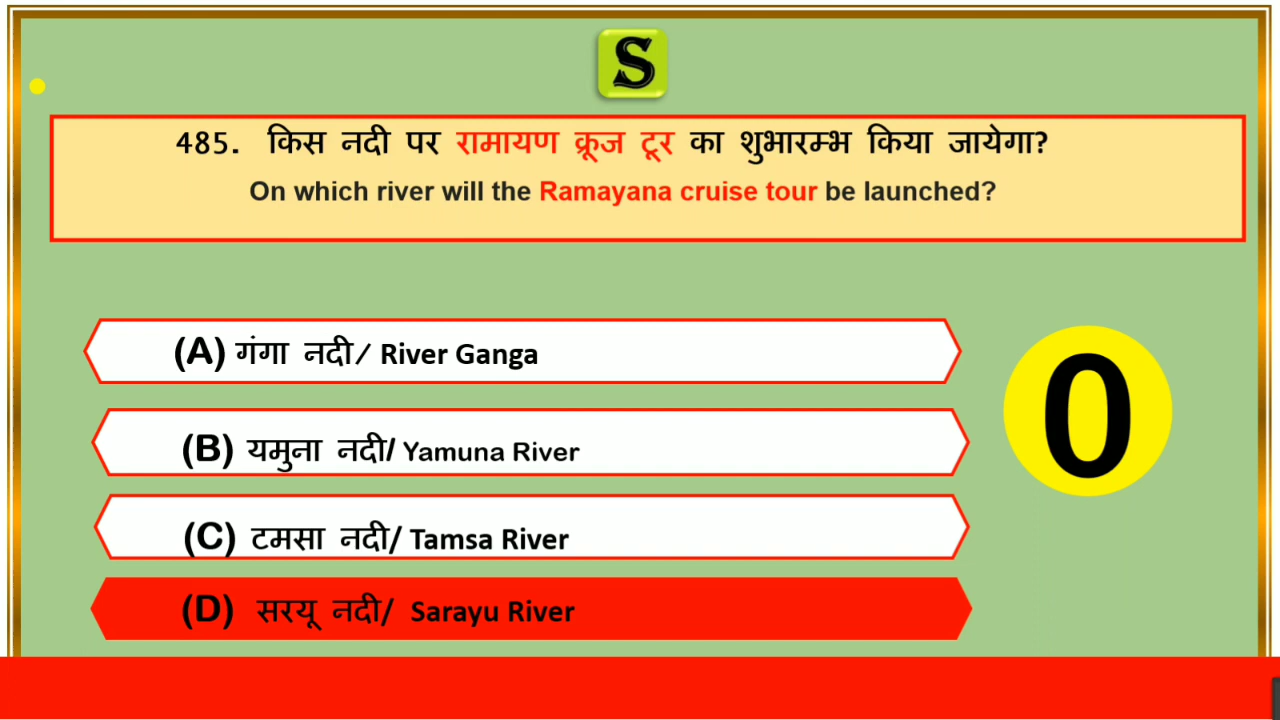 S
485. किस नदी पर रामायण क्रूज टूर का शुभारम्भ किया जायेगा?
On which river will the Ramayana cruise tour be launched?
(A) गंगा नदी/ River Ganga
0
(B) यमुना नदी/ Yamuna River
(C) टमसा नदी/ Tamsa River
(D) सरयू नदी/ Sarayu River